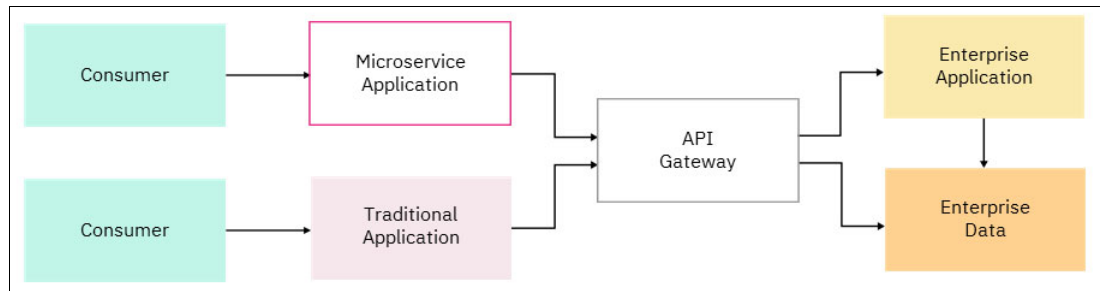 Consumer
Microservice
Application
API
Gateway
Enterprise
Application
Consumer
Traditional
Application
Enterprise
Data